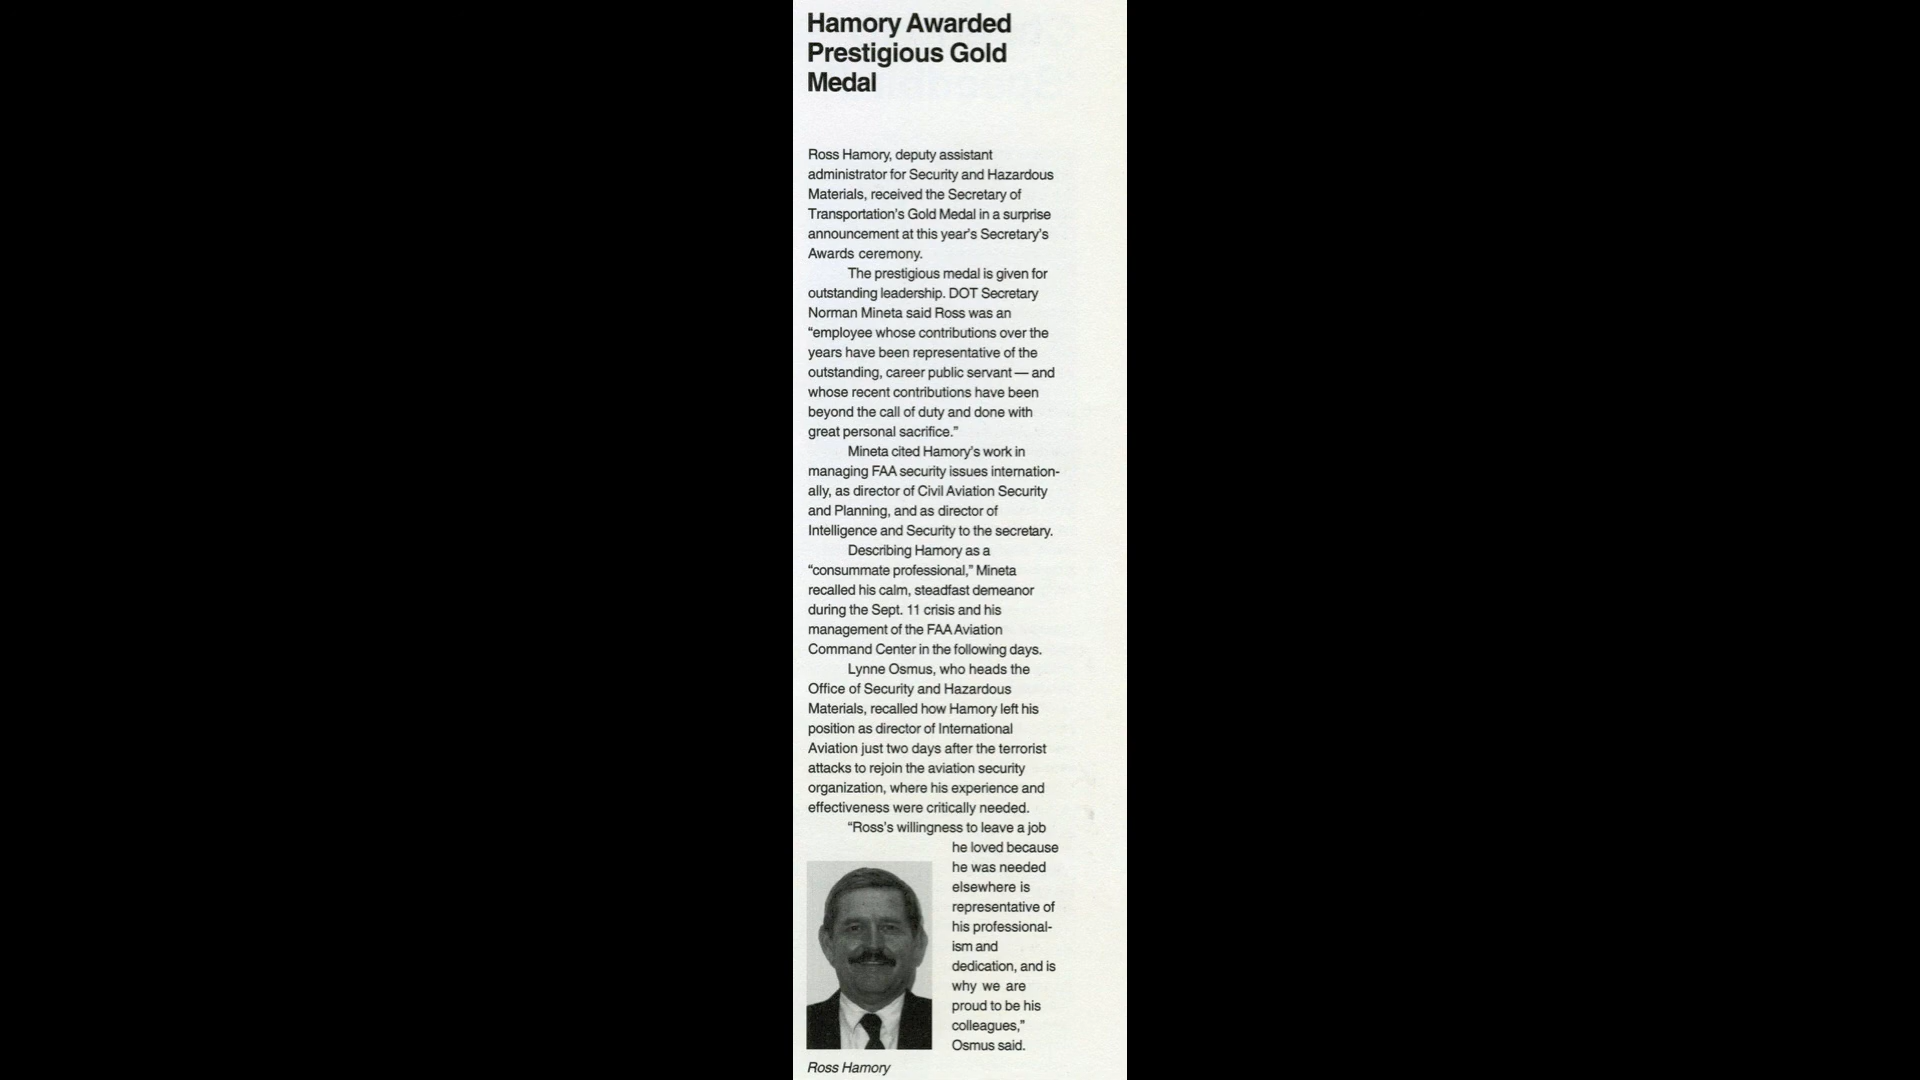 Hamory Awarded
Prestigious Gold
Medal
Ross Hamory, deputy assistant
administrator for Security and Hazardous
Materials, received the Secretary of
Transportation's Gold Medal in a surprise
announcement at this year's Secretary's
Awards ceremony.
The prestigious medal is given for
outstanding leadership. DOT Secretary
Norman Mineta said Ross was an
“employee whose contributions over the
years have been representative of the
outstanding, career public servant — and
whose recent contributions have been
beyond the call of duty and done with
great personal sacrifice.”
Mineta cited Hamory's work in
managing FAA security issues internation-
ally, as director of Civil Aviation Security
and Planning, and as director of
Intelligence and Security to the secretary.
Describing Hamory as a
“consummate professional,” Mineta
recalled his calm, steadfast demeanor
during the Sept. 11 crisis and his
management of the FAA Aviation
Command Center in the following days.
Lynne Osmus, who heads the
Office of Security and Hazardous
Materials, recalled how Hamory left his
position as director of International
Aviation just two days after the terrorist
attacks to rejoin the aviation security
organization, where his experience and
effectiveness were critically needed.
“Ross's willingness to leave a job
he loved because
he was needed
elsewhere is
representative of
his professional-
ism and
dedication, and is
why we are
proud to be his
colleagues,”
Osmus said.
Ross Hamory